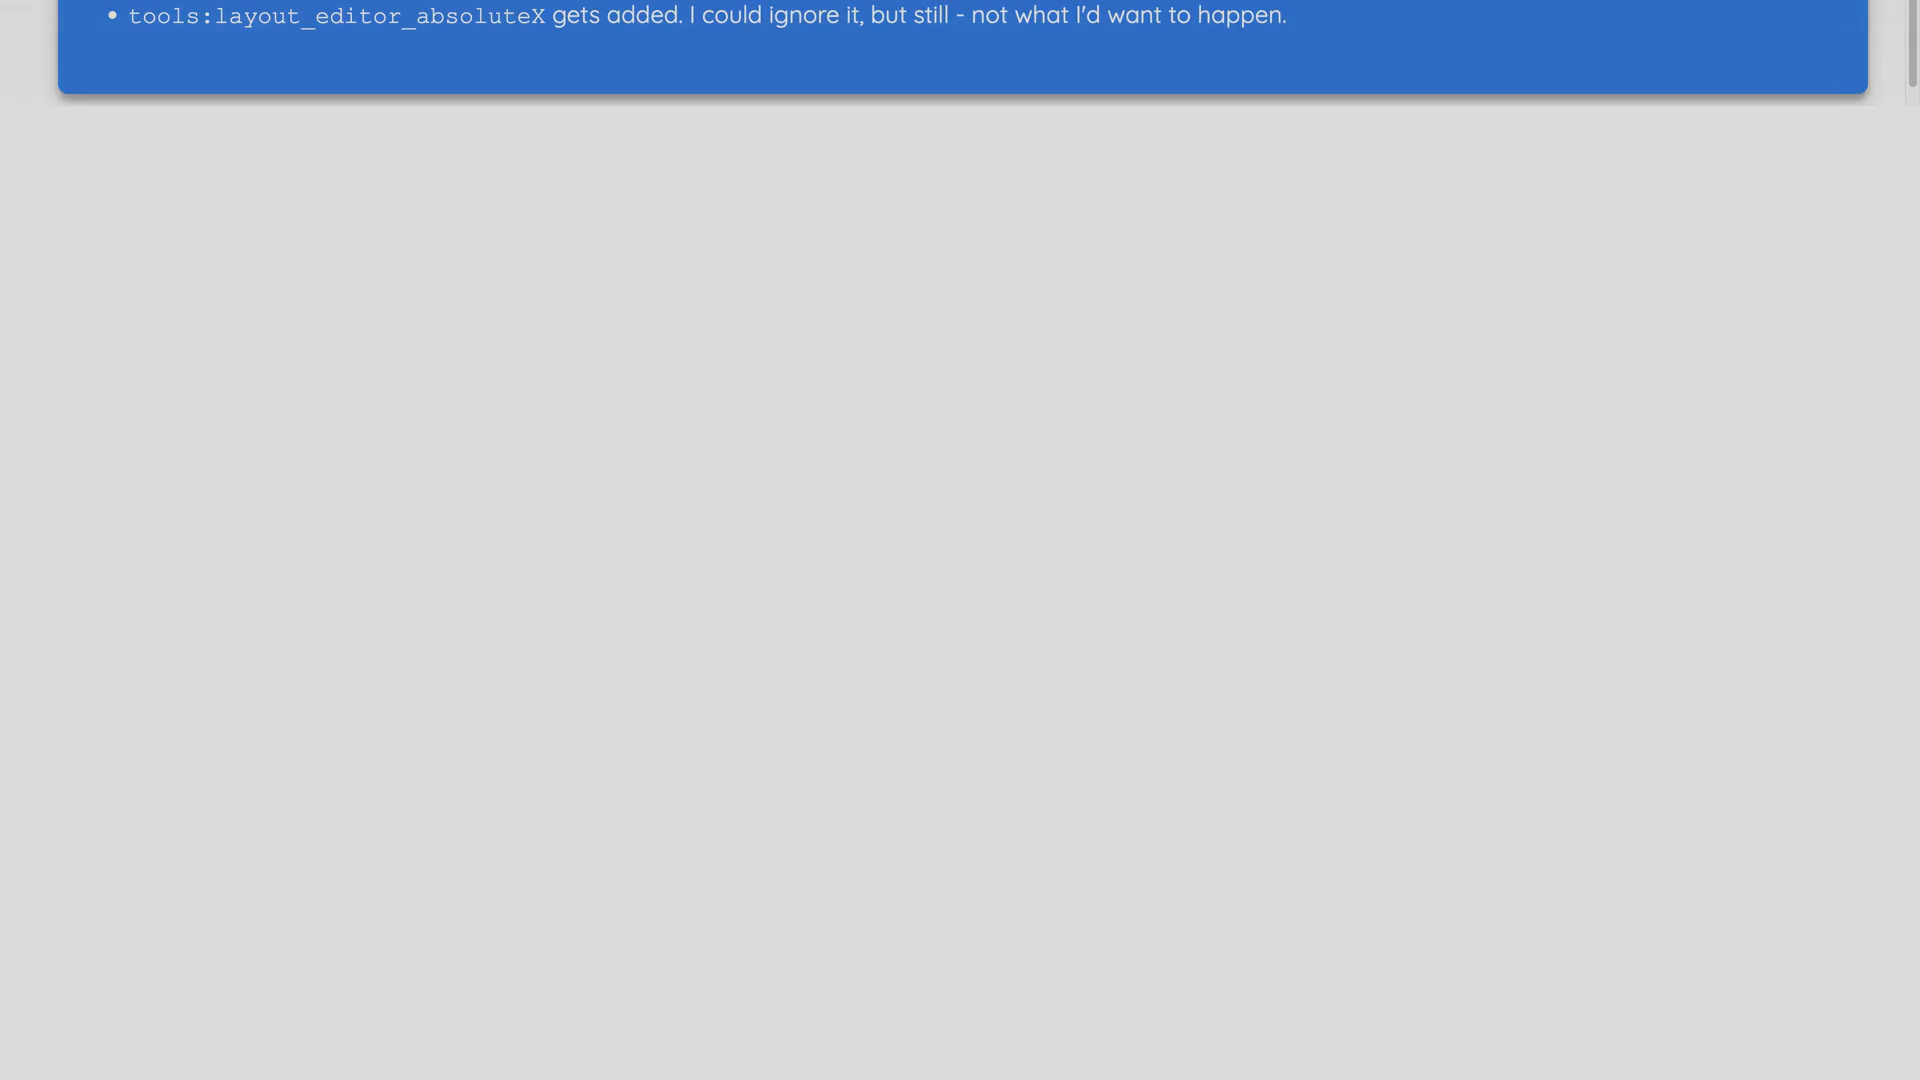 • tools:layout_editor_absoluteX gets added. I could ignore it, but still - not what I'd want to happen.